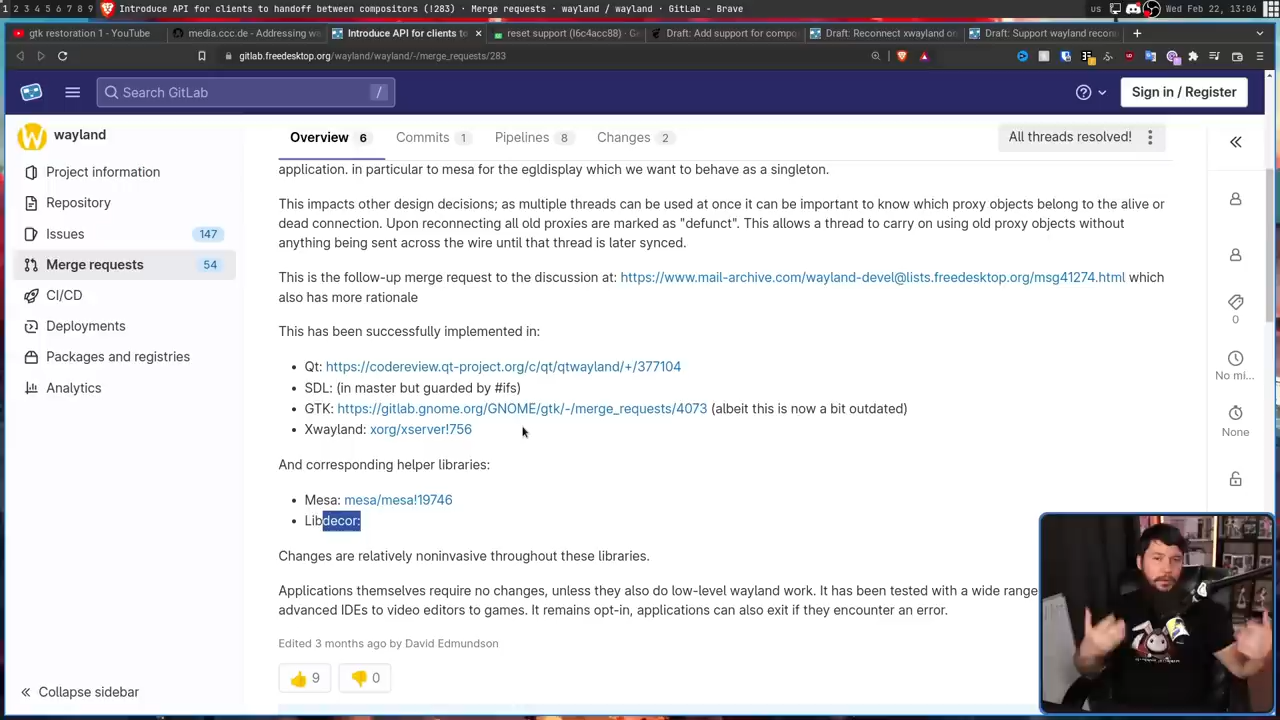 1 2 3 4 5 6 7 8 9
Introduce API for clients to handoff between compositors (!283) · Merge requests · wayland / wayland · GitLab - Brave
us
Wed Feb 22, 13:04
gtk restoration 1 - YouTube
media.ccc.de - Addressing wa
Introduce API for clients to
reset support (!6c4acc88) · Ge
Draft: Add support for compo
Draft: Reconnect xwayland on
Draft: Support wayland recon
gitlab.freedesktop.org/wayland/wayland/-/merge_requests/283
Search GitLab
/
Sign in / Register
wayland
Project information
Repository
Issues 147
Merge requests 54
CI/CD
Deployments
Packages and registries
Analytics
Collapse sidebar
Overview 6
Commits 1
Pipelines 8
Changes 2
All threads resolved!
application. in particular to mesa for the egldisplay which we want to behave as a singleton.
This impacts other design decisions; as multiple threads can be used at once it can be important to know which proxy objects belong to the alive or
dead connection. Upon reconnecting all old proxies are marked as "defunct". This allows a thread to carry on using old proxy objects without
anything being sent across the wire until that thread is later synced.
This is the follow-up merge request to the discussion at: https://www.mail-archive.com/wayland-devel@lists.freedesktop.org/msg41274.html which
also has more rationale
This has been successfully implemented in:
• Qt: https://codereview.qt-project.org/c/qt/qtwayland/+/377104
• SDL: (in master but guarded by #ifs)
• GTK: https://gitlab.gnome.org/GNOME/gtk/-/merge_requests/4073 (albeit this is now a bit outdated)
• Xwayland: xorg/xserver!756
And corresponding helper libraries:
• Mesa: mesa/mesa!19746
• Libdecor:
Changes are relatively noninvasive throughout these libraries.
Applications themselves require no changes, unless they also do low-level wayland work. It has been tested with a wide range
advanced IDEs to video editors to games. It remains opt-in, applications can also exit if they encounter an error.
Edited 3 months ago by David Edmundson
👍 9
👎 0
0
No mi...
None